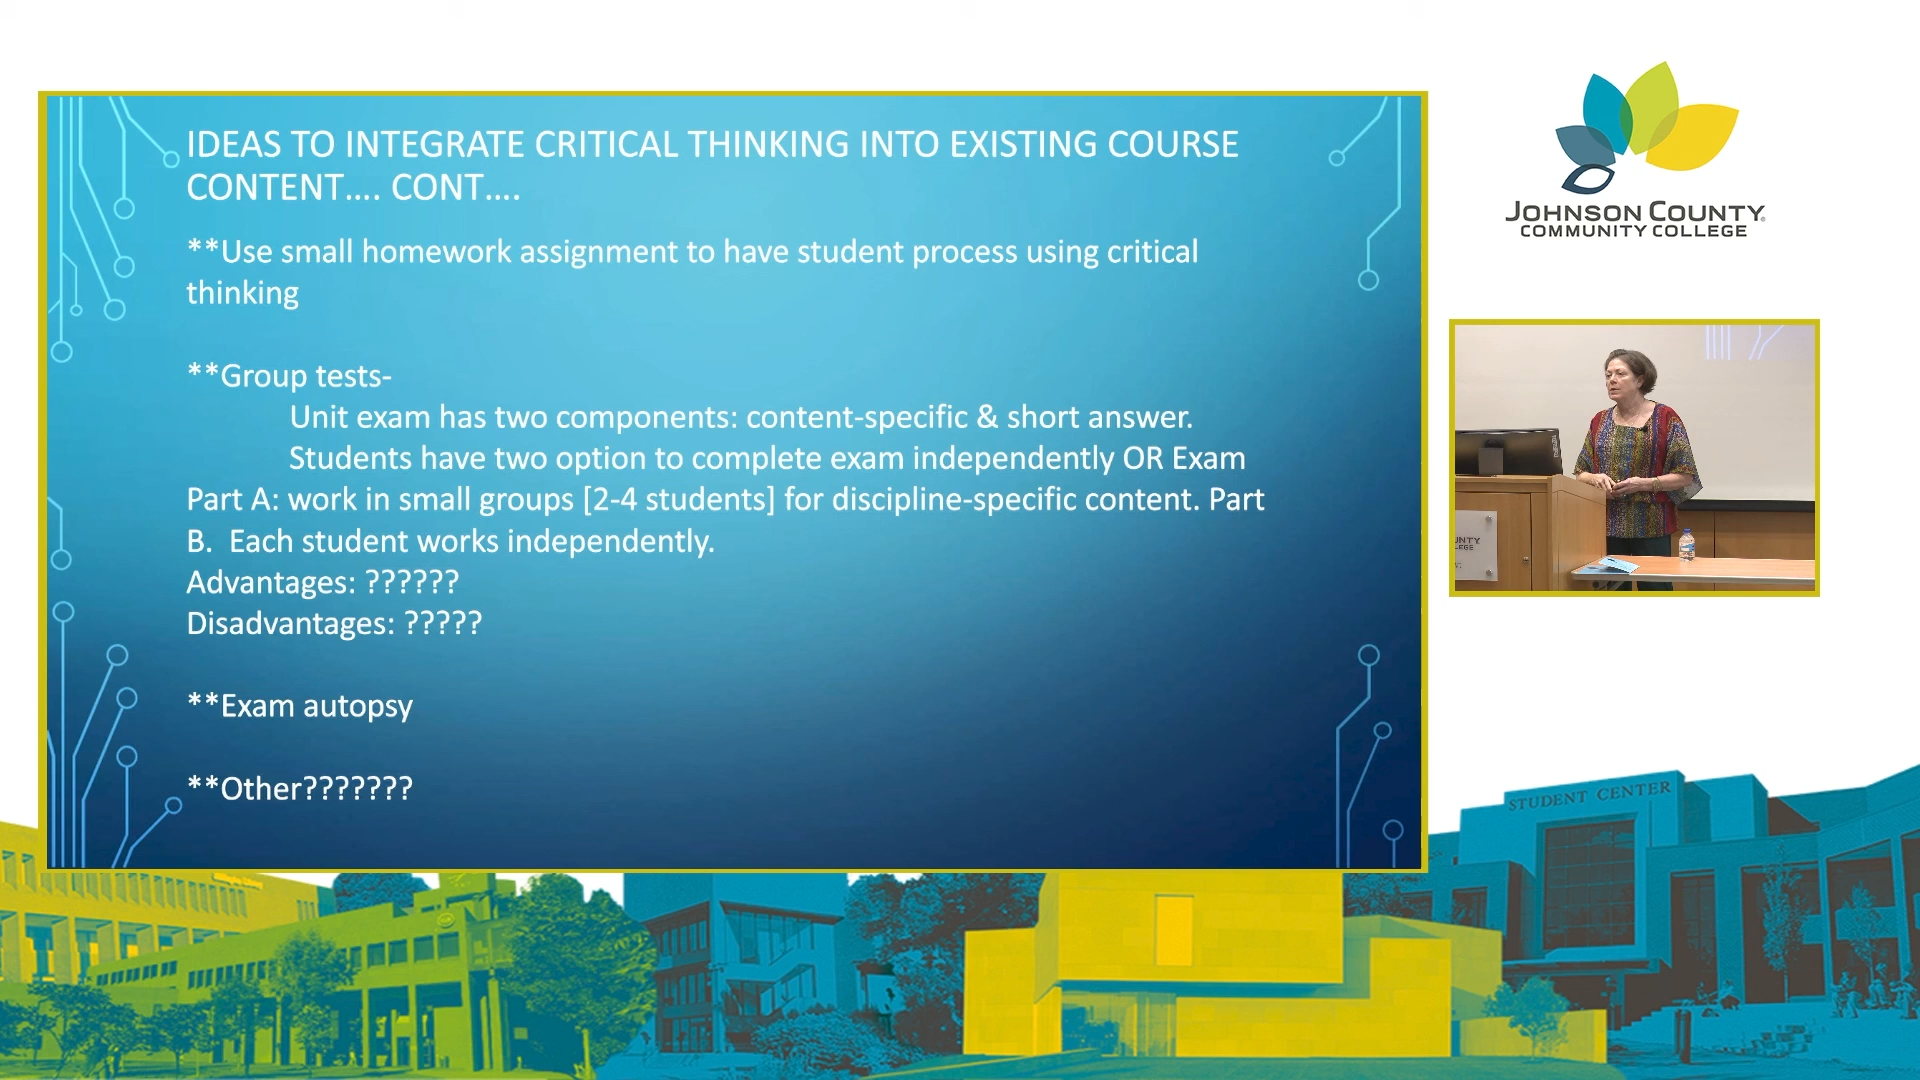 IDEAS TO INTEGRATE CRITICAL THINKING INTO EXISTING COURSE
CONTENT.... CONT....
**Use small homework assignment to have student process using critical
thinking
**Group tests-
Unit exam has two components: content-specific & short answer.
Students have two option to complete exam independently OR Exam
Part A: work in small groups [2-4 students] for discipline-specific content. Part
B.  Each student works independently.
Advantages: ??????
Disadvantages: ?????
**Exam autopsy
**Other???????
JOHNSON COUNTY
COMMUNITY COLLEGE
STUDENT CENTER